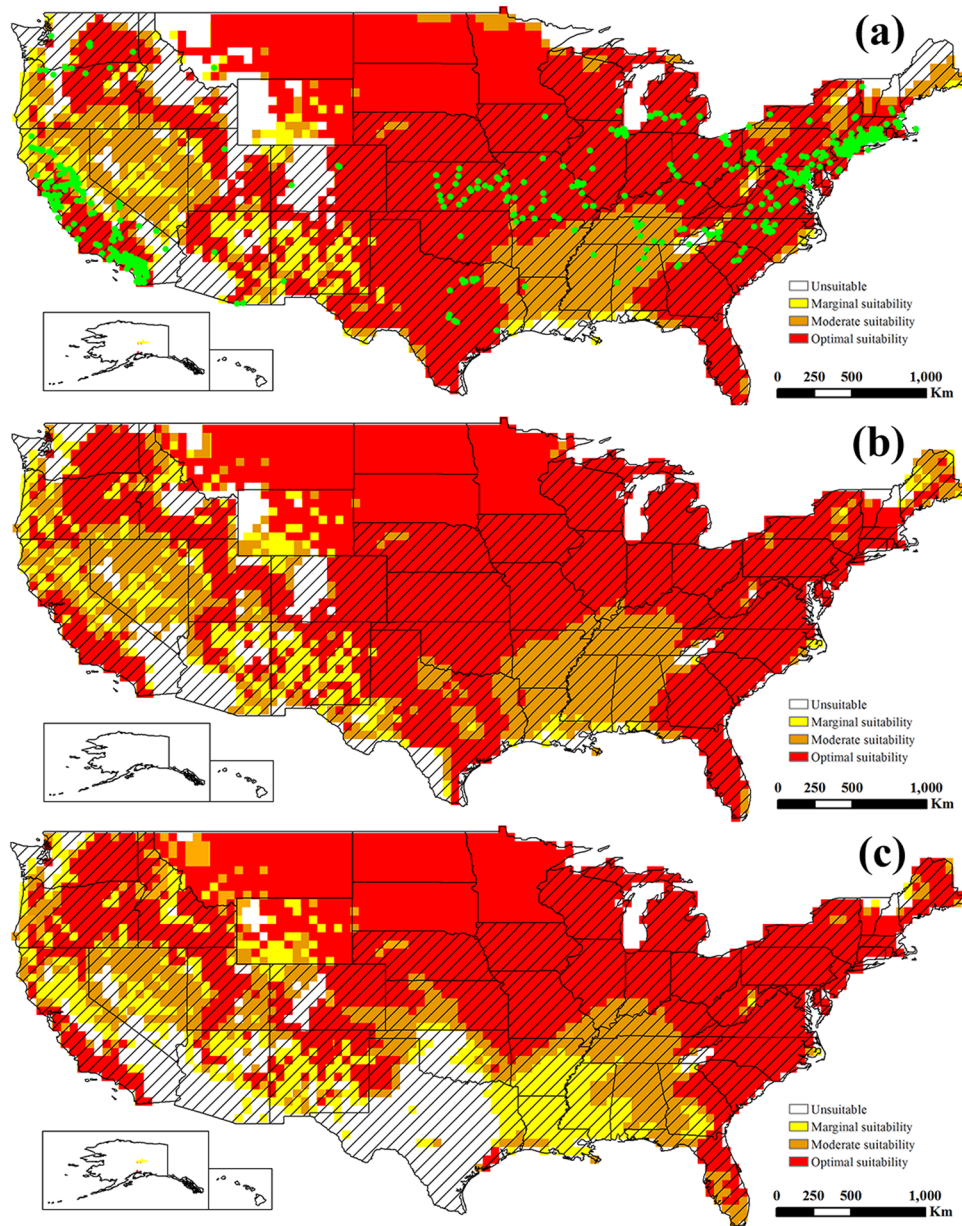 (a)
Unsuitable
Marginal suitability
Moderate suitability
Optimal suitability
0 250 500 1,000
Km
(b)
Unsuitable
Marginal suitability
Moderate suitability
Optimal suitability
0 250 500 1,000
Km
(c)
Unsuitable
Marginal suitability
Moderate suitability
Optimal suitability
0 250 500 1,000
Km